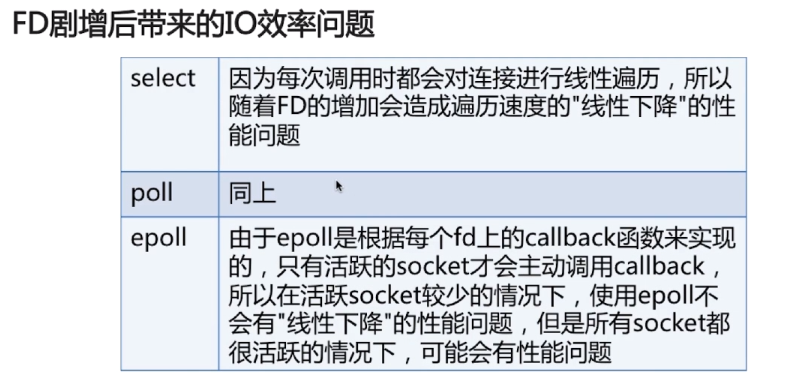 FD剧增后带来的IO效率问题
select
因为每次调用时都会对连接进行线性遍历，所以
随着FD的增加会造成遍历速度的"线性下降"的性
能问题
poll
同上
epoll
由于epoll是根据每个fd上的callback函数来实现
的，只有活跃的socket才会主动调用callback，
所以在活跃socket较少的情况下，使用epoll不
会有"线性下降"的性能问题，但是所有socket都
很活跃的情况下，可能会有性能问题